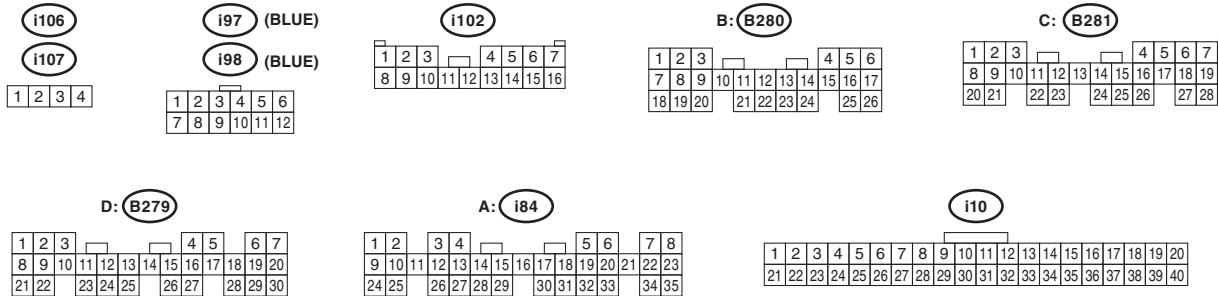 i106
i107
1 2 3 4
i97 (BLUE)
i98 (BLUE)
1 2 3 4 5 6
7 8 9 10 11 12
i102
1 2 3 4 5 6 7
8 9 10 11 12 13 14 15 16
B: B280
1 2 3 4 5 6
7 8 9 10 11 12 13 14 15 16 17
18 19 20 21 22 23 24 25 26
C: B281
1 2 3 4 5 6 7
8 9 10 11 12 13 14 15 16 17 18 19
20 21 22 23 24 25 26 27 28
D: B279
1 2 3 4 5 6 7
8 9 10 11 12 13 14 15 16 17 18 19 20
21 22 23 24 25 26 27 28 29 30
A: i84
1 2 3 4 5 6 7 8
9 10 11 12 13 14 15 16 17 18 19 20 21 22 23
24 25 26 27 28 29 30 31 32 33 34 35
i10
1 2 3 4 5 6 7 8 9 10 11 12 13 14 15 16 17 18 19 20
21 22 23 24 25 26 27 28 29 30 31 32 33 34 35 36 37 38 39 40